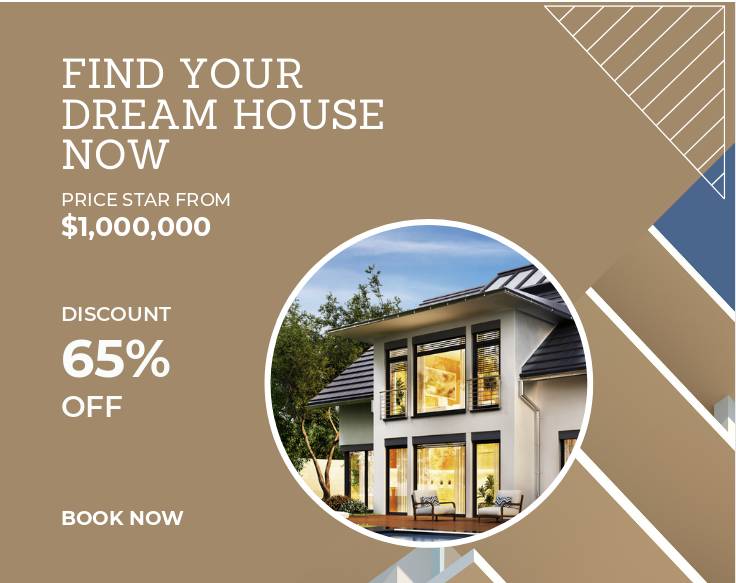 FIND YOUR
DREAM HOUSE
NOW
PRICE STAR FROM
$1,000,000
DISCOUNT
65%
OFF
BOOK NOW